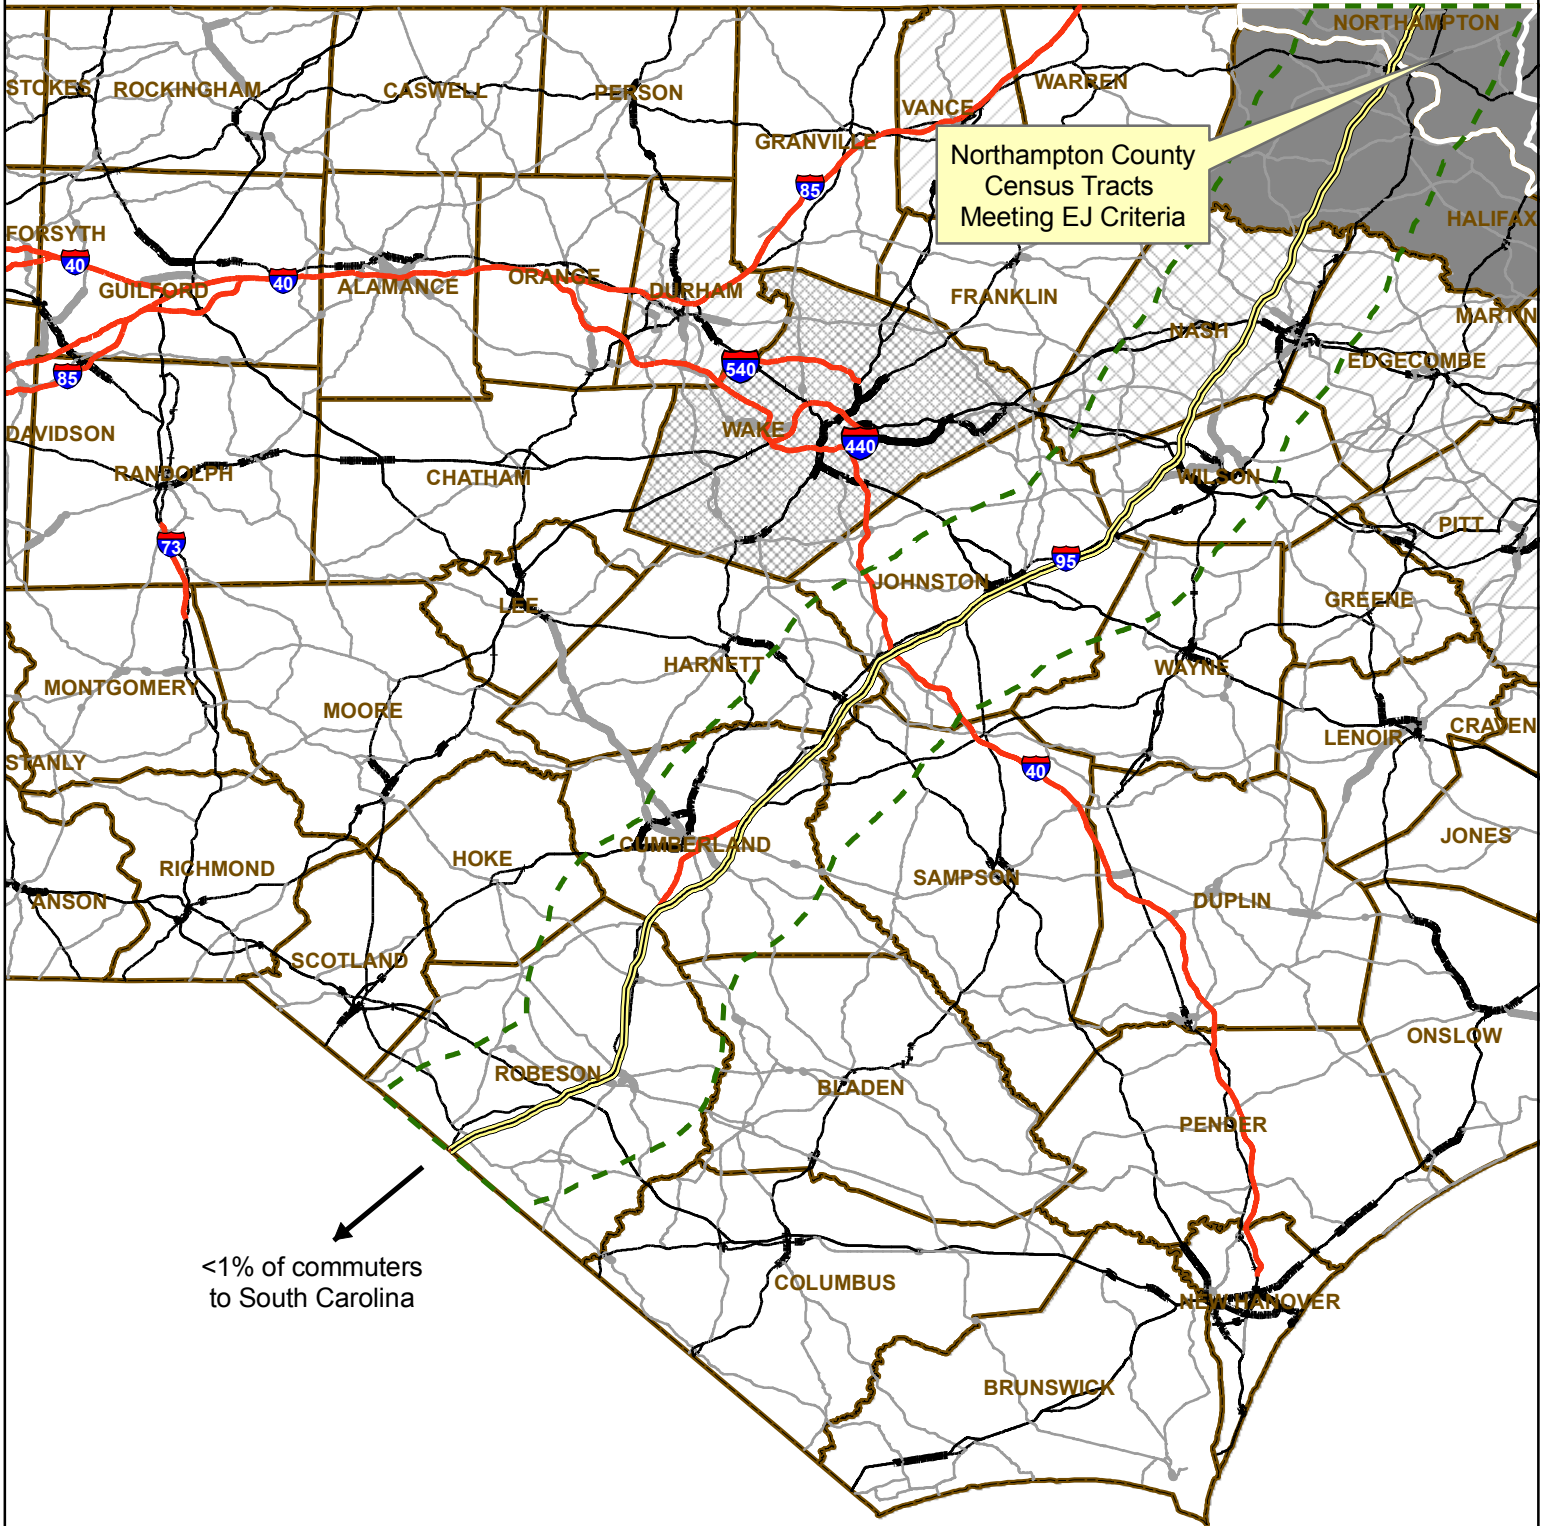 NORTHAMPTON
STOKES
ROCKINGHAM
CASWELL
PERSON
WARREN
VANCE
GRANVILLE
Northampton County
Census Tracts
Meeting EJ Criteria
85
HALIFAX
FORSYTH
40
40
GUILFORD
ALAMANCE
ORANGE
DURHAM
FRANKLIN
MARTIN
NASH
EDGECOMBE
540
85
DAVIDSON
WAKE
440
RANDOLPH
CHATHAM
WILSON
PITT
73
95
JOHNSTON
LEE
GREENE
HARNETT
WAYNE
MONTGOMERY
MOORE
CRAVEN
LENOIR
STANLY
40
JONES
CUMBERLAND
HOKE
RICHMOND
SAMPSON
ANSON
DUPLIN
SCOTLAND
ONSLOW
ROBESON
BLADEN
PENDER
<1% of commuters
to South Carolina
COLUMBUS
NEW HANOVER
BRUNSWICK